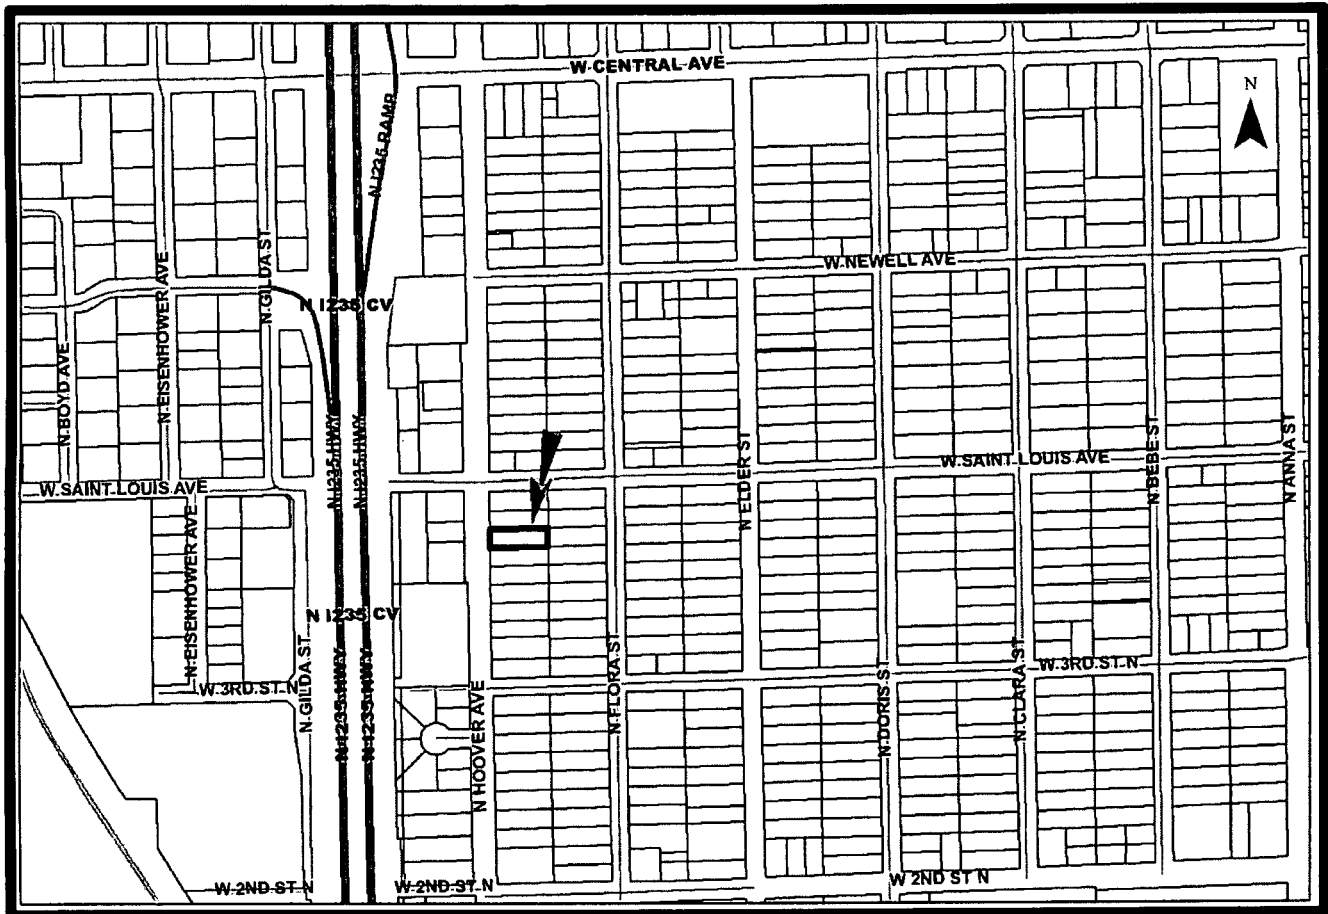 W CENTRAL AVE
N
N I235 RAMP
N GILDA ST
N EISENHOWER AVE
W NEWELL AVE
N I235 CV
N BOYD AVE
N I235 HWY
N I235 HWY
N ELDER ST
N BEBE ST
N ANNA ST
W SAINT LOUIS AVE
W SAINT LOUIS AVE
N EISENHOWER AVE
N I235 CV
N GILDA ST
N I235 HWY
N I235 HWY
N FLORA ST
N CLARA ST
N DORIS ST
W 3RD ST N
W 3RD ST N
N HOOVER AVE
W 2ND ST N
W 2ND ST N
W 2ND ST N